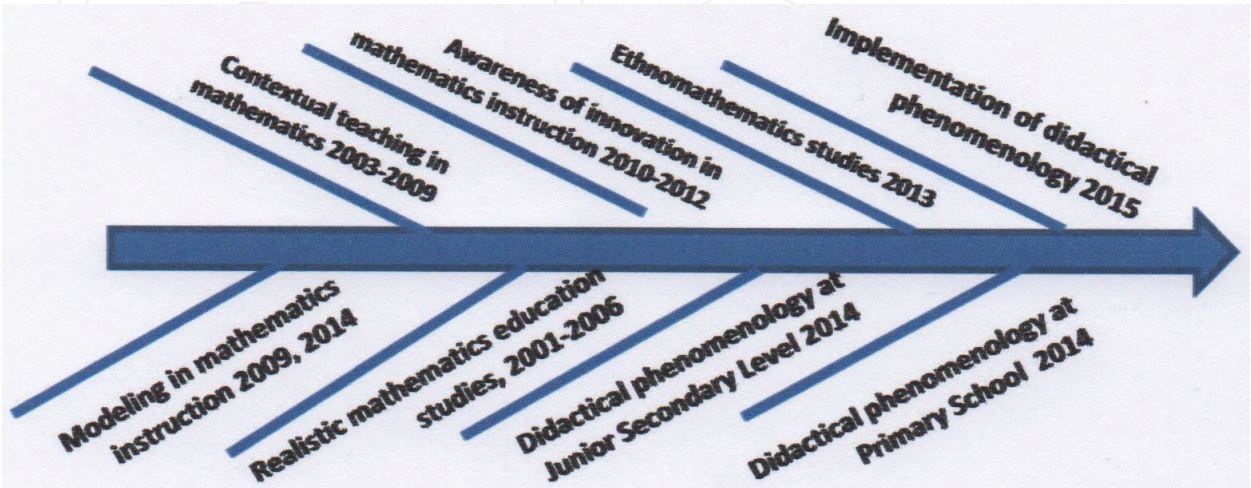 Contextual teaching in
mathematics 2003-2009
Awareness of innovation in
mathematics instruction 2010-2012
Ethnomathematics studies 2013
Implementation of didactical
phenomenology 2015
Modeling in mathematics
instruction 2009, 2014
Realistic mathematics education
studies, 2001-2006
Didactical phenomenology at
Junior Secondary Level 2014
Didactical phenomenology at
Primary School 2014